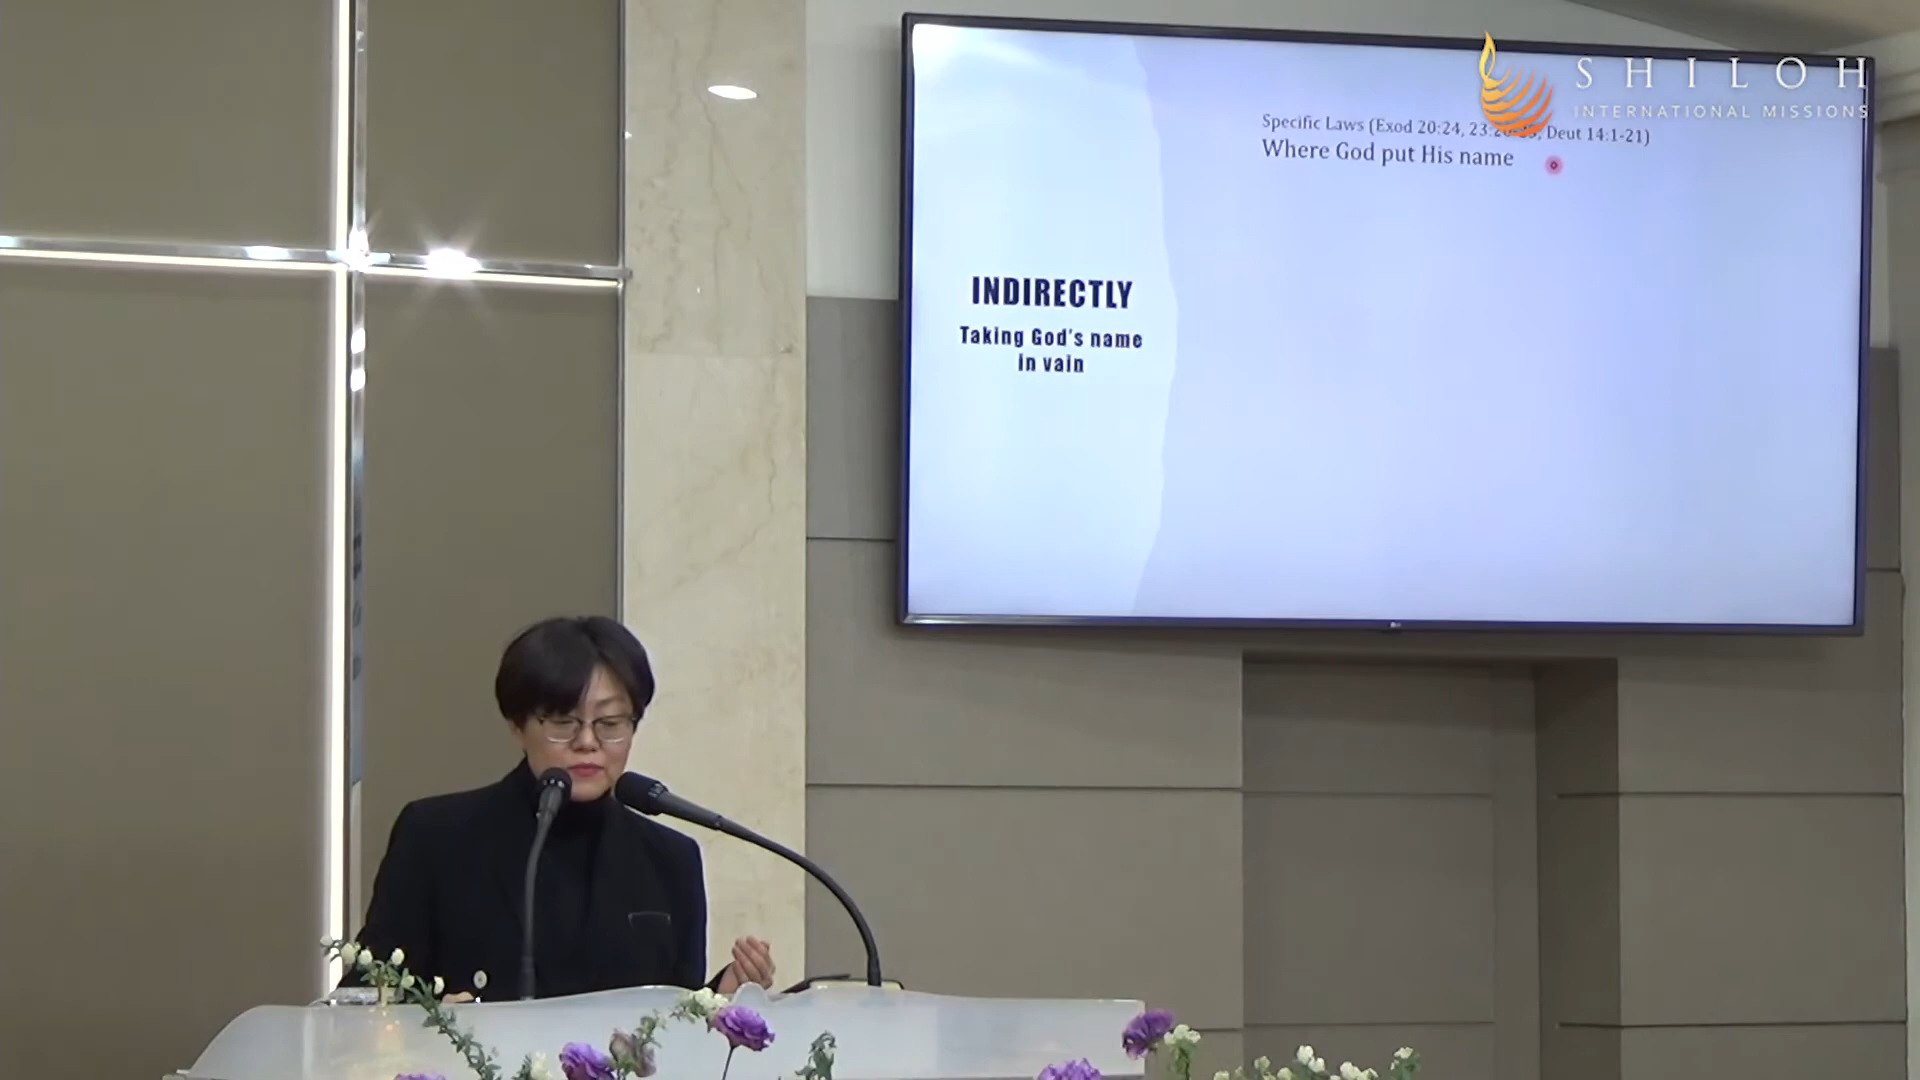 SHILOH
INTERNATIONAL MISSIONS
Specific Laws (Exod 20:24, 23:20- Deut 14:1-21)
Where God put His name
INDIRECTLY
Taking God's name
in vain